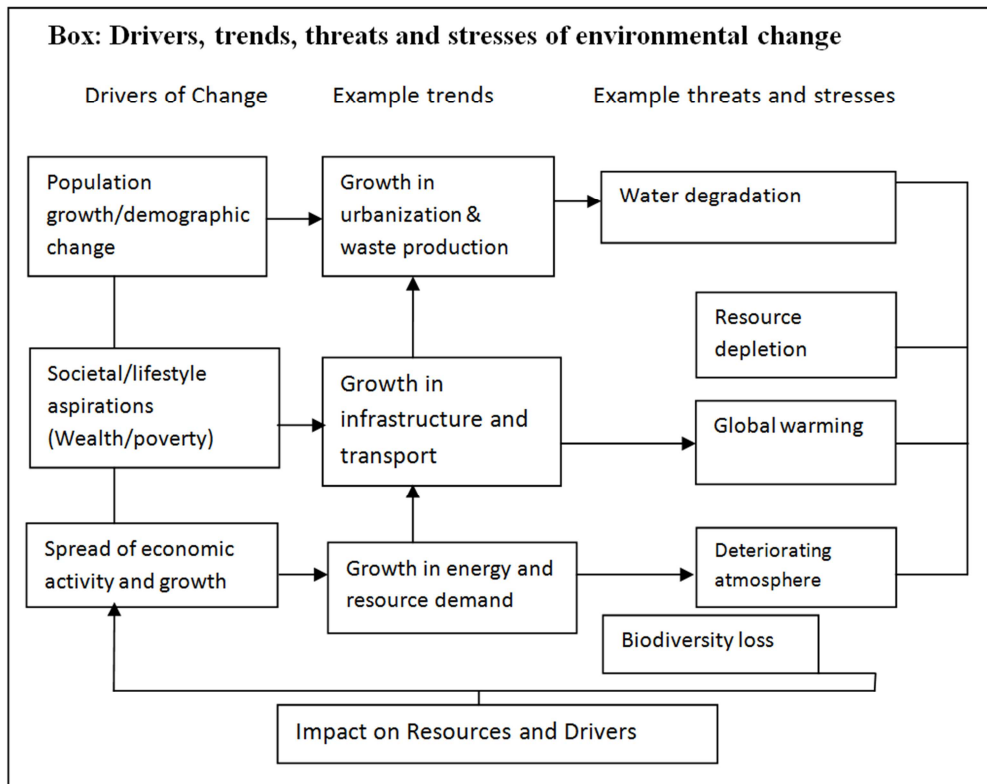 Box: Drivers, trends, threats and stresses of environmental change
Drivers of Change
Example trends
Example threats and stresses
Population
growth/demographic
change
Growth in
urbanization &
waste production
Water degradation
Resource
depletion
Societal/lifestyle
aspirations
(Wealth/poverty)
Growth in
infrastructure and
transport
Global warming
Spread of economic
activity and growth
Growth in energy and
resource demand
Deteriorating
atmosphere
Biodiversity loss
Impact on Resources and Drivers